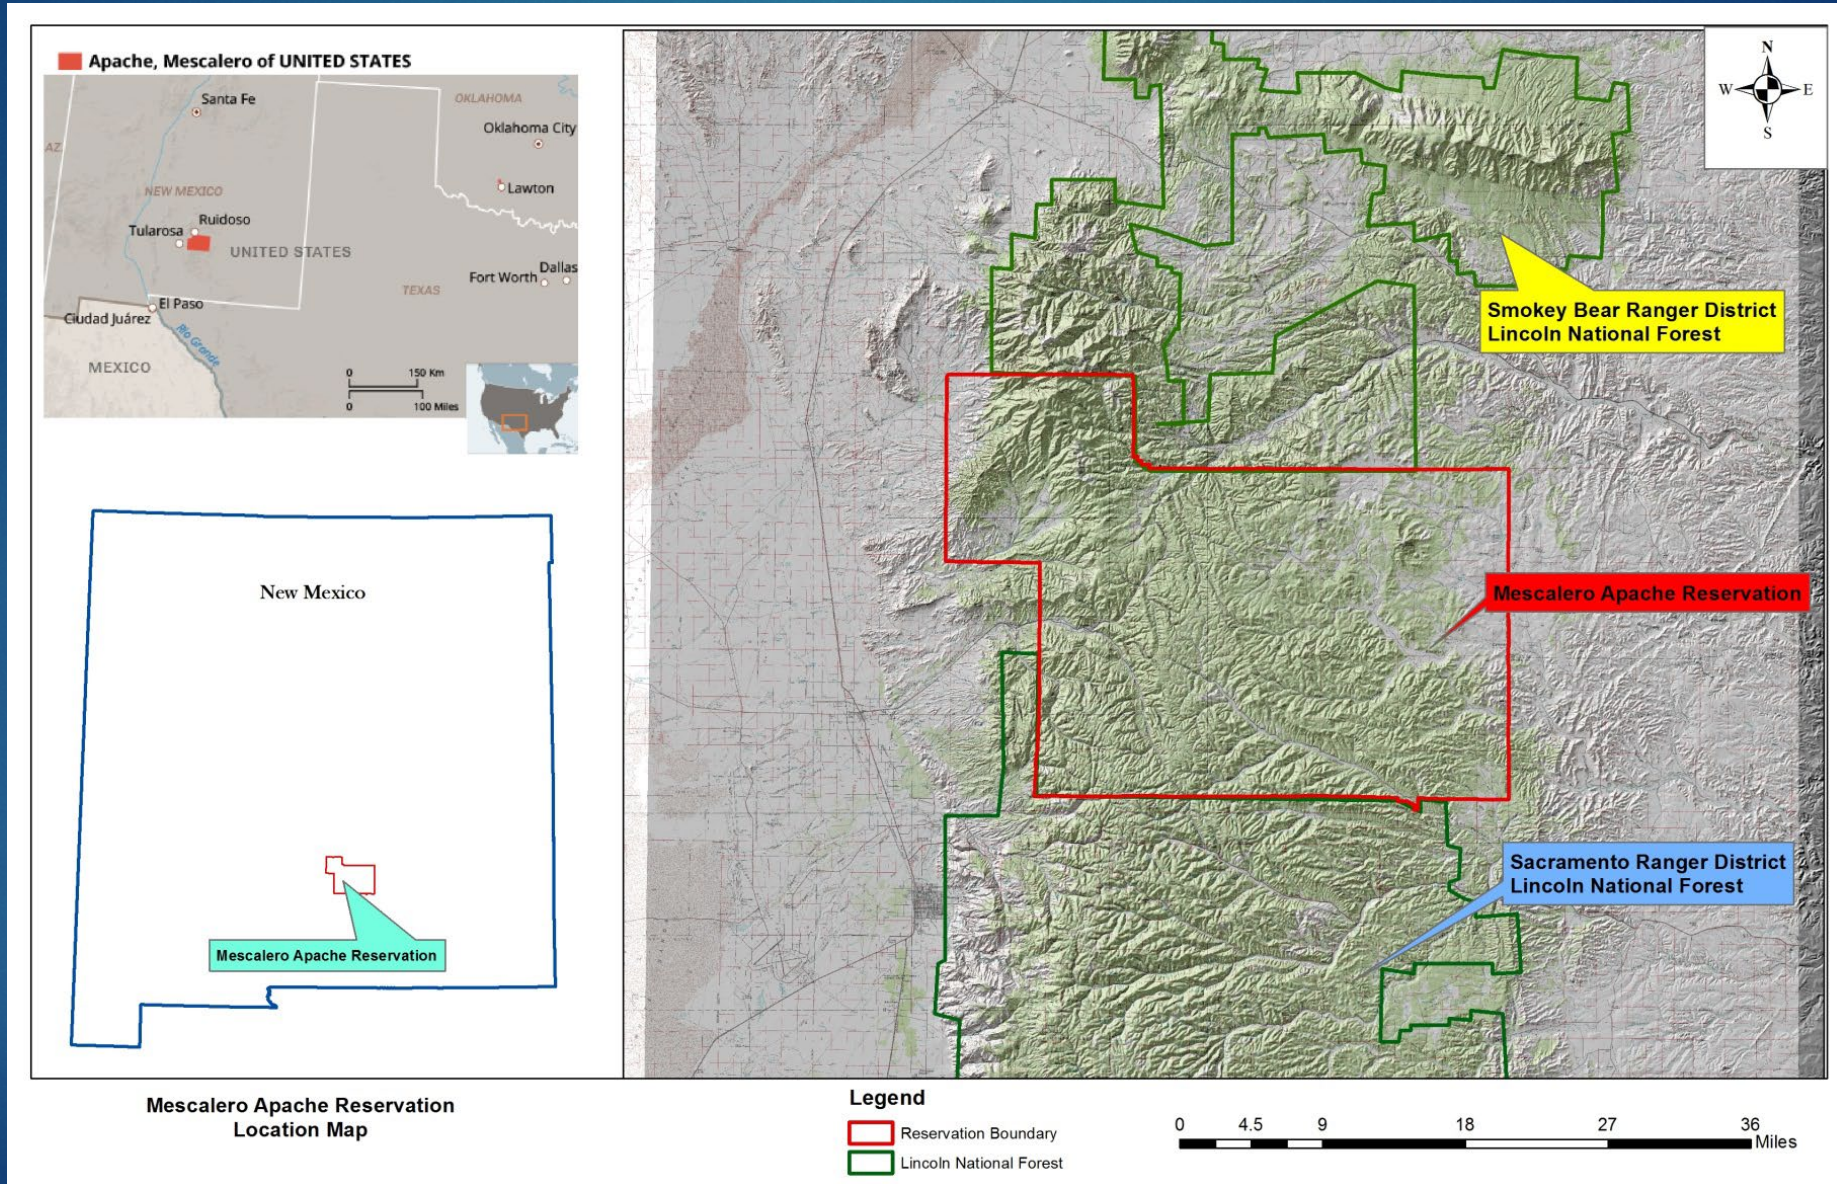 Apache, Mescalero of UNITED STATES
Santa Fe
OKLAHOMA
Oklahoma City
AZ
Lawton
NEW MEXICO
Ruidoso
Tularosa
UNITED STATES
Dallas
Fort Worth
TEXAS
El Paso
Ciudad Juárez
Rio Grande
MEXICO
0 150 Km
0 100 Miles
New Mexico
Mescalero Apache Reservation
Mescalero Apache Reservation
Location Map
N
W E
S
Smokey Bear Ranger District
Lincoln National Forest
Mescalero Apache Reservation
Sacramento Ranger District
Lincoln National Forest
Legend
Reservation Boundary
Lincoln National Forest
0 4.5 9 18 27 36
Miles